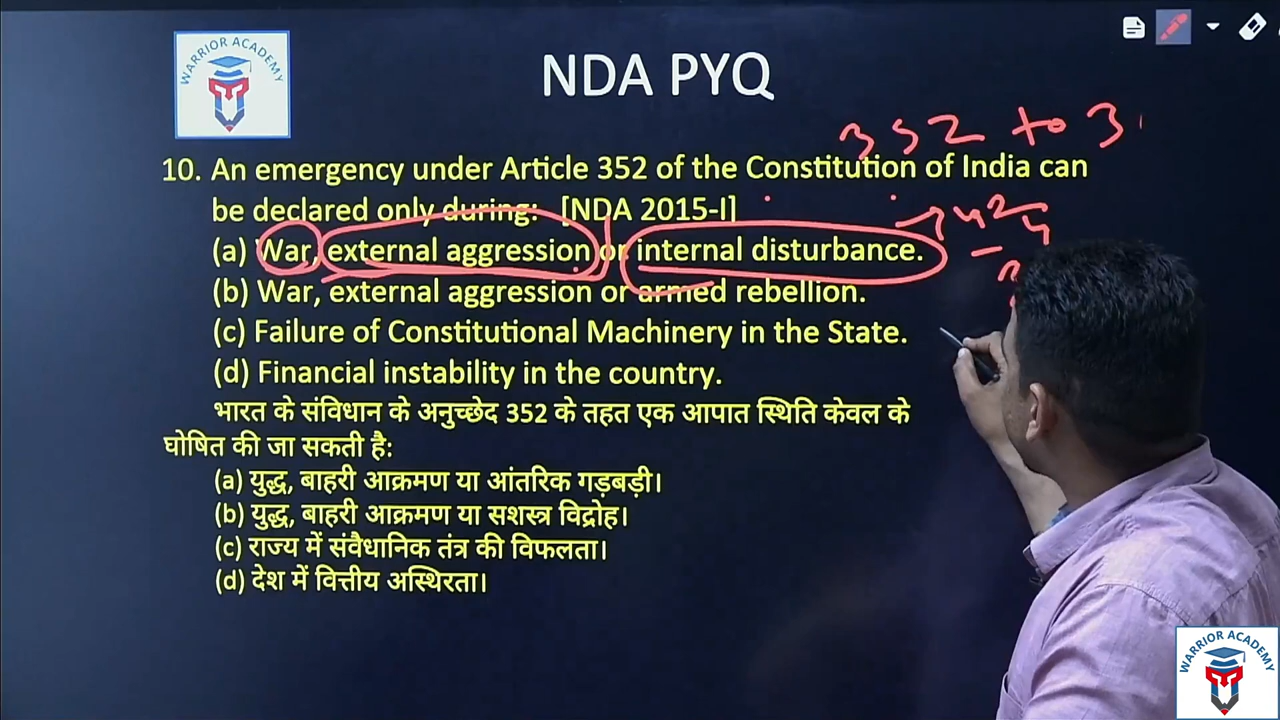 WARRIOR ACADEMY
NDA PYQ
352 to 3
10. An emergency under Article 352 of the Constitution of India can
be declared only during: [NDA 2015-I]
(a) War, external aggression or internal disturbance.
(b) War, external aggression or armed rebellion.
(c) Failure of Constitutional Machinery in the State.
(d) Financial instability in the country.
भारत के संविधान के अनुच्छेद 352 के तहत एक आपात स्थिति केवल के
घोषित की जा सकती है:
(a) युद्ध, बाहरी आक्रमण या आंतरिक गड़बड़ी।
(b) युद्ध, बाहरी आक्रमण या सशस्त्र विद्रोह।
(c) राज्य में संवैधानिक तंत्र की विफलता।
(d) देश में वित्तीय अस्थिरता।
WARRIOR ACADEMY